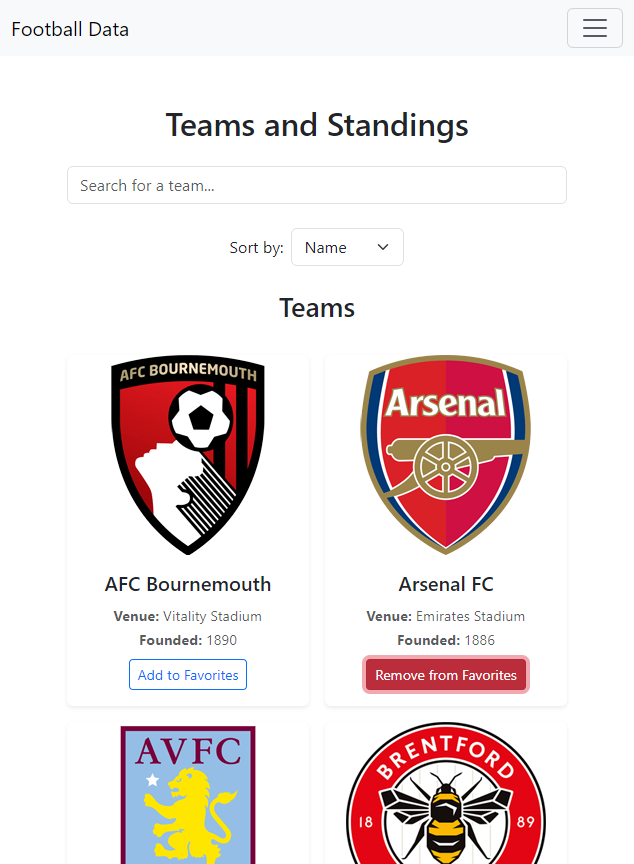 Football Data
Teams and Standings
Search for a team...
Sort by: Name
Teams
AFC BOURNEMOUTH
Arsenal
AFC Bournemouth
Venue: Vitality Stadium
Founded: 1890
Add to Favorites
Arsenal FC
Venue: Emirates Stadium
Founded: 1886
Remove from Favorites
AVFC
BRENTFORD
18 89